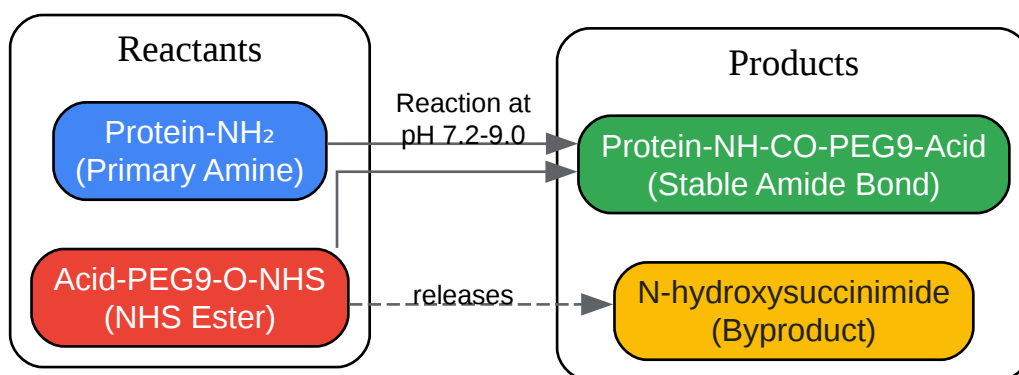 Reactants
Protein-NH₂
(Primary Amine)
Acid-PEG9-O-NHS
(NHS Ester)
Reaction at
pH 7.2-9.0
releases
Products
Protein-NH-CO-PEG9-Acid
(Stable Amide Bond)
N-hydroxysuccinimide
(Byproduct)